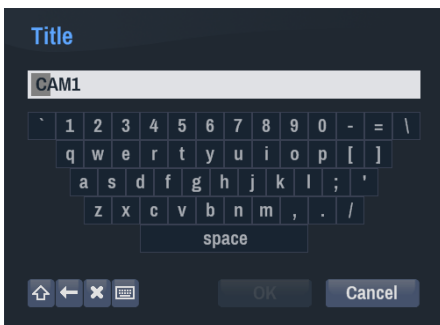 Title
CAM1
` 1 2 3 4 5 6 7 8 9 0 - = \
q w e r t y u i o p [ ]
a s d f g h j k l ; '
z x c v b n m , . /
space
OK Cancel